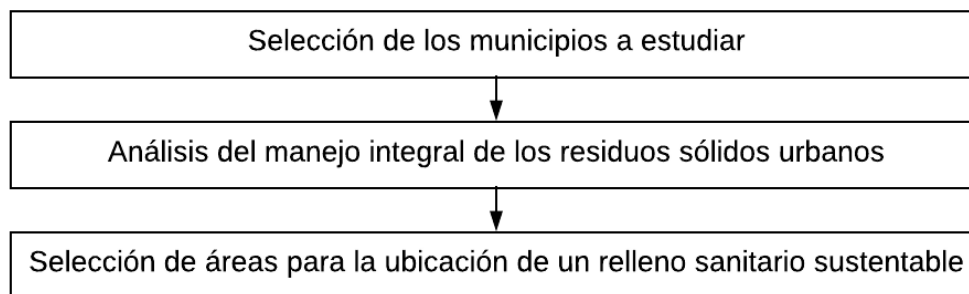 Selección de los municipios a estudiar
Análisis del manejo integral de los residuos sólidos urbanos
Selección de áreas para la ubicación de un relleno sanitario sustentable